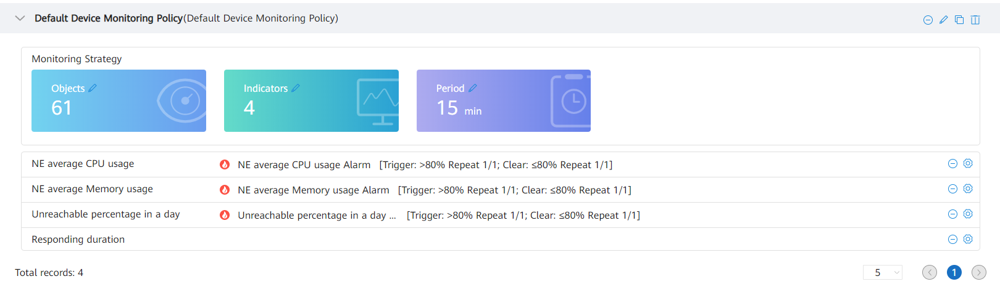 Default Device Monitoring Policy(Default Device Monitoring Policy)
Monitoring Strategy
Objects
61
Indicators
4
Period
15 min
NE average CPU usage NE average CPU usage Alarm [Trigger: >80% Repeat 1/1; Clear: ≤80% Repeat 1/1]
NE average Memory usage NE average Memory usage Alarm [Trigger: >80% Repeat 1/1; Clear: ≤80% Repeat 1/1]
Unreachable percentage in a day Unreachable percentage in a day ... [Trigger: >80% Repeat 1/1; Clear: ≤80% Repeat 1/1]
Responding duration
Total records: 4 5 1